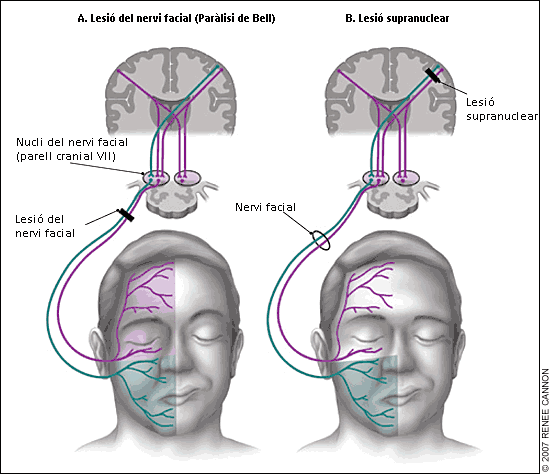 A. Lesió del nervi facial (Paràlisi de Bell)
B. Lesió supranuclear
Lesió
supranuclear
Nucli del nervi facial
(parell cranial VII)
Lesió del
nervi facial
Nervi facial
© 2007 RENEE CANNON